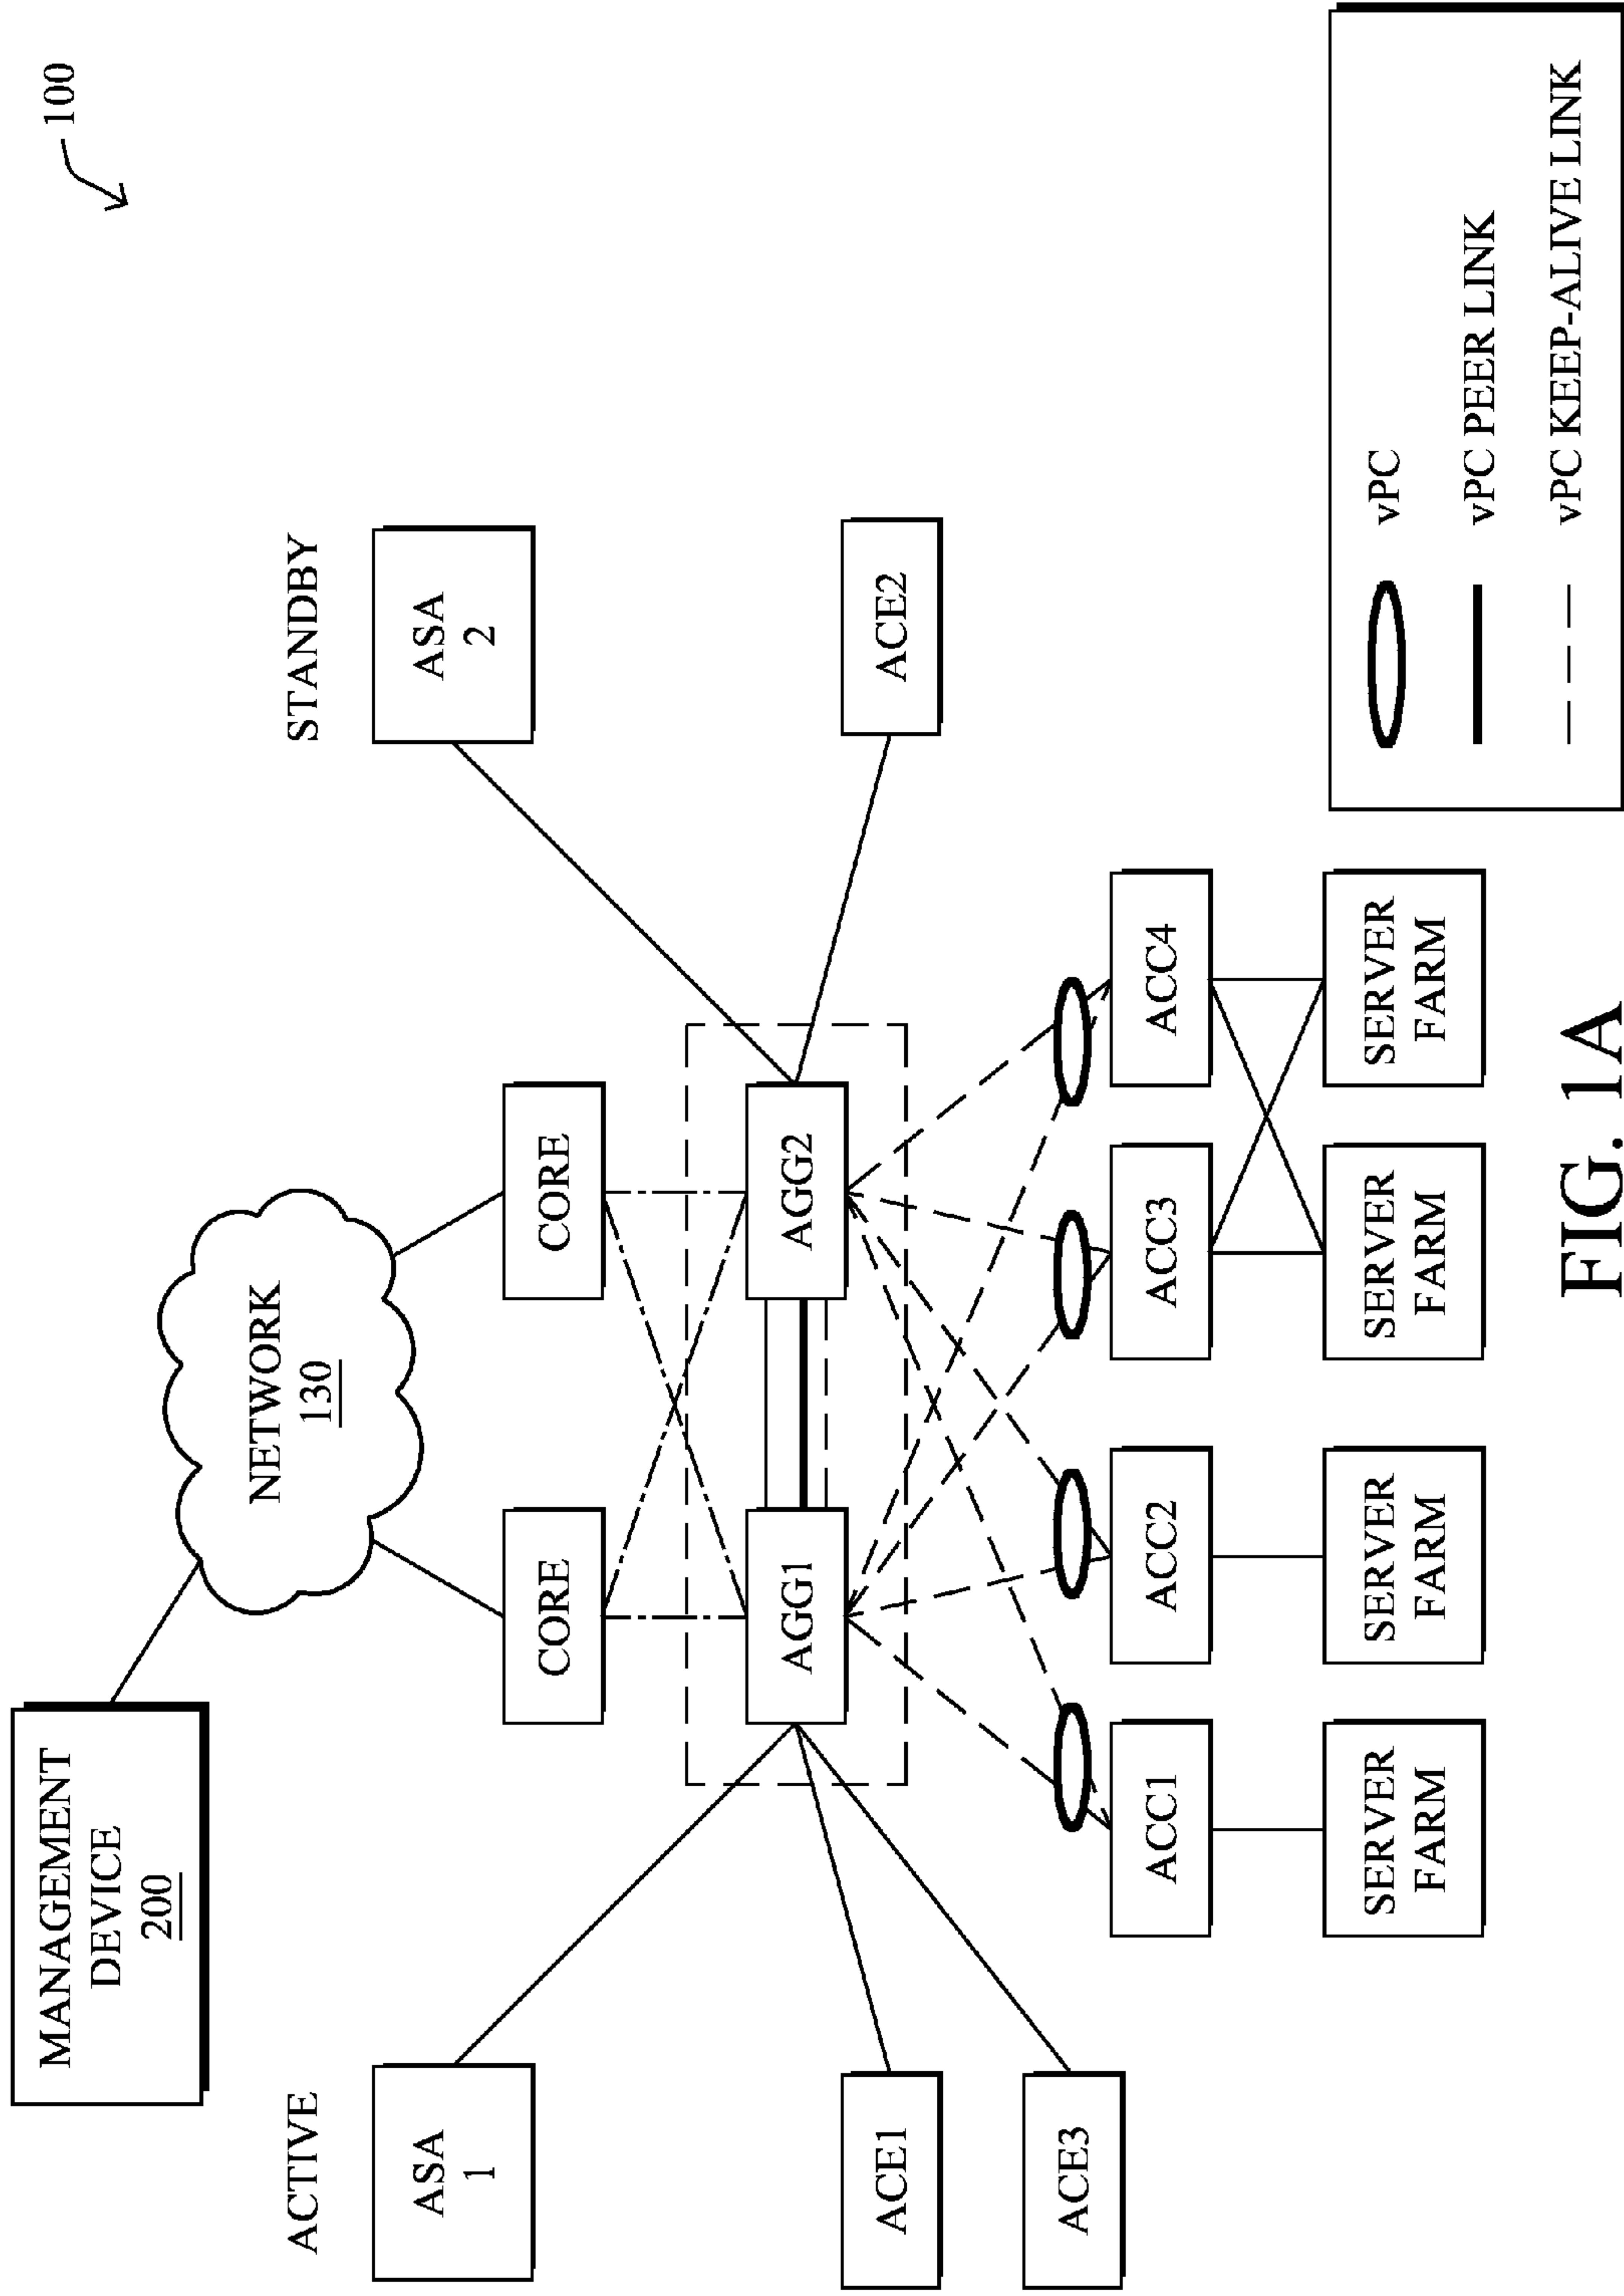 100
MANAGEMENT
DEVICE
200
NETWORK
130
ACTIVE
STANDBY
ASA
1
ASA
2
CORE
CORE
AGG1
AGG2
ACE1
ACE2
ACE3
ACC1
ACC2
ACC3
ACC4
SERVER
FARM
SERVER
FARM
SERVER
FARM
SERVER
FARM
vPC
vPC PEER LINK
vPC KEEP-ALIVE LINK
FIG. 1A